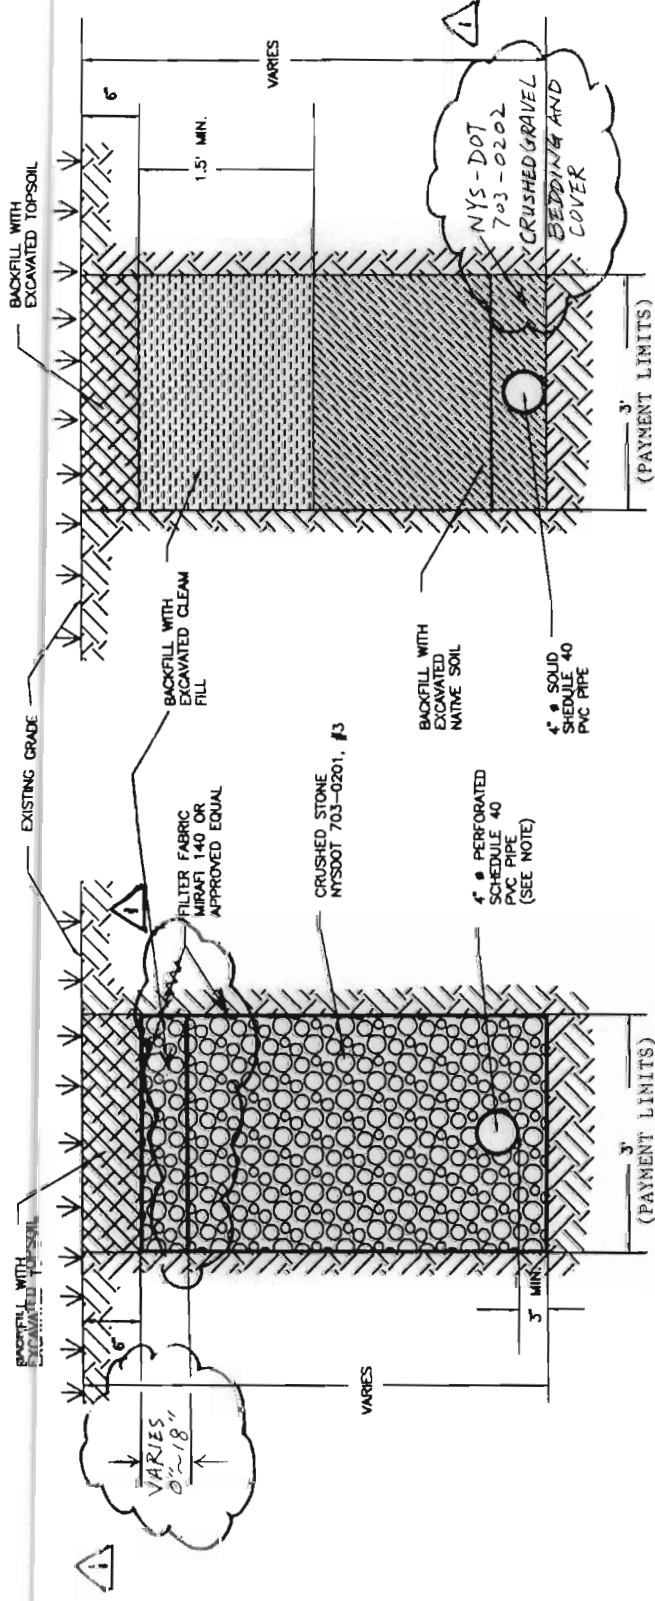 BACKFILL WITH
EXCAVATED TOPSOIL
EXISTING GRADE
BACKFILL WITH
EXCAVATED TOPSOIL
1
VARIES
0"~18"
6"
VARIES
3" MIN.
3'
(PAYMENT LIMITS)
1
BACKFILL WITH
EXCAVATED CLEAM
FILL
FILTER FABRIC
MIRAFI 140 OR
APPROVED EQUAL
CRUSHED STONE
NYSDOT 703-0201, #3
4" ø PERFORATED
SCHEDULE 40
PVC PIPE
(SEE NOTE)
BACKFILL WITH
EXCAVATED
NATIVE SOIL
4" ø SOLID
SHEDULE 40
PVC PIPE
3'
(PAYMENT LIMITS)
6"
1.5' MIN.
VARIES
1
NYS-DOT
703-0202
CRUSHED GRAVEL
BEDDING AND
COVER